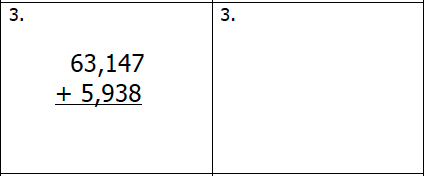 3.
63,147
+ 5,938
3.